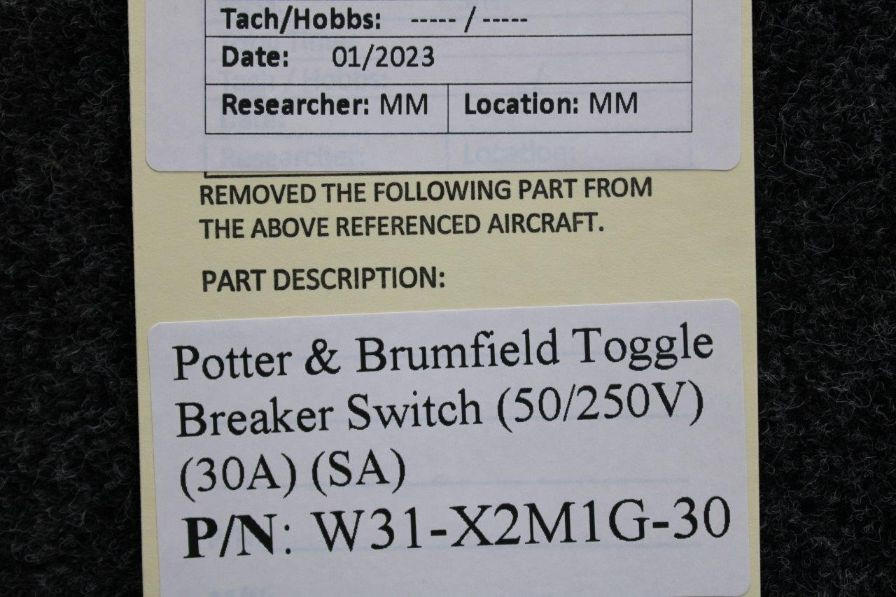 Tach/Hobbs: ----- / -----
Date: 01/2023
Researcher: MM Location: MM
REMOVED THE FOLLOWING PART FROM
THE ABOVE REFERENCED AIRCRAFT.
PART DESCRIPTION:
Potter & Brumfield Toggle
Breaker Switch (50/250V)
(30A) (SA)
P/N: W31-X2M1G-30